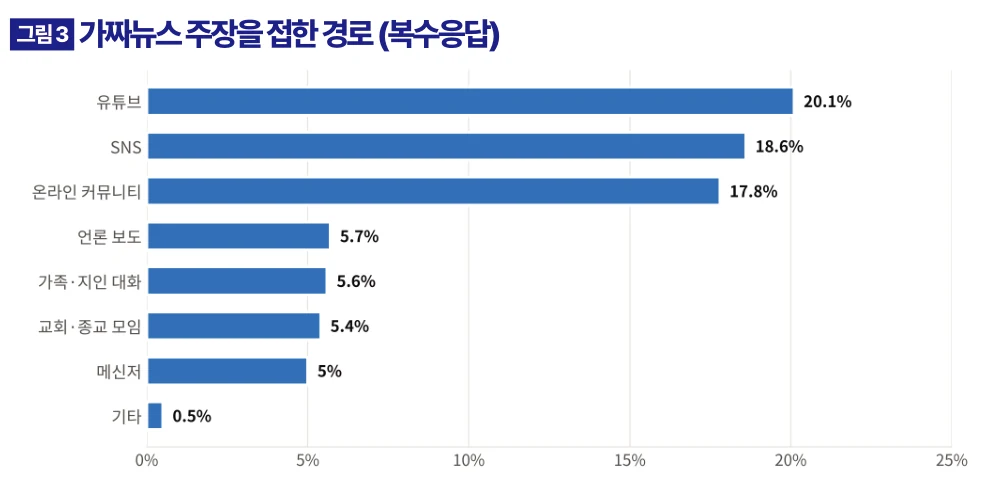 그림 3 가짜뉴스 주장을 접한 경로 (복수응답)
유튜브 20.1%
SNS 18.6%
온라인 커뮤니티 17.8%
언론 보도 5.7%
가족·지인 대화 5.6%
교회·종교 모임 5.4%
메신저 5%
기타 0.5%
0% 5% 10% 15% 20% 25%